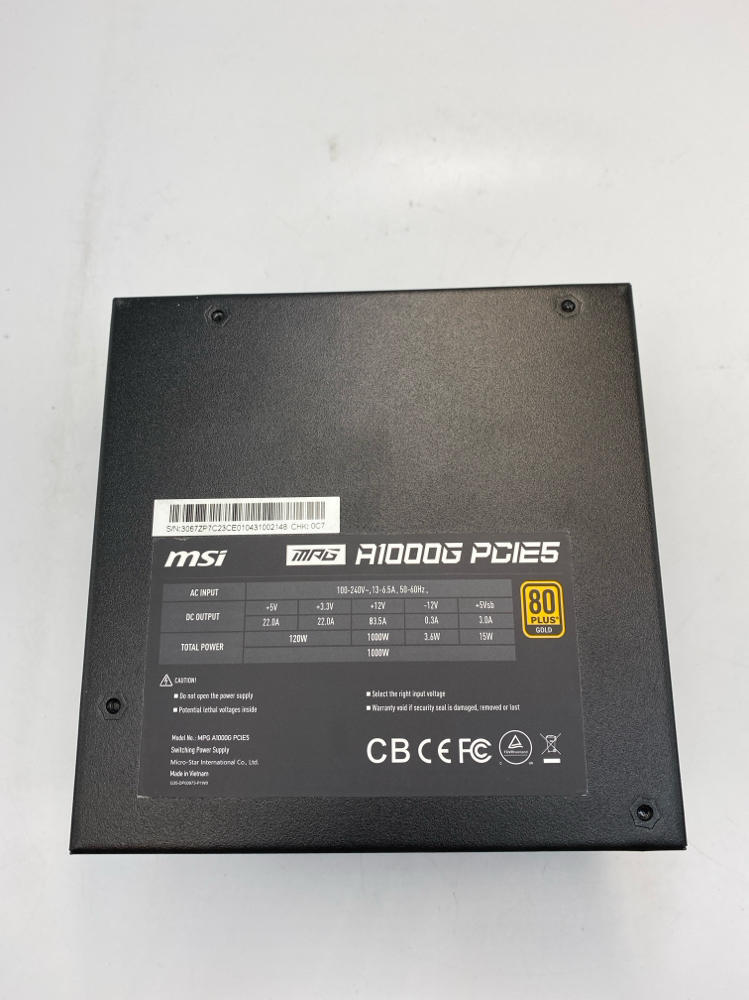 S/N:3067ZP7C23CE010431002148 CHK: 0C7
msi MPG A1000G PCIE5
AC INPUT 100-240V~,13-6.5A, 50-60Hz
DC OUTPUT +5V +3.3V +12V -12V +5Vsb
22.0A 22.0A 83.5A 0.3A 3.0A
TOTAL POWER 120W 1000W 3.6W 15W
1000W
80
PLUS
GOLD
CAUTION!
■ Do not open the power supply
■ Potential lethal voltages inside
■ Select the right input voltage
■ Warranty void if security seal is damaged, removed or lost
Model No.: MPG A1000G PCIE5
Switching Power Supply
Micro-Star International Co., Ltd.
Made in Vietnam
CB CE FC